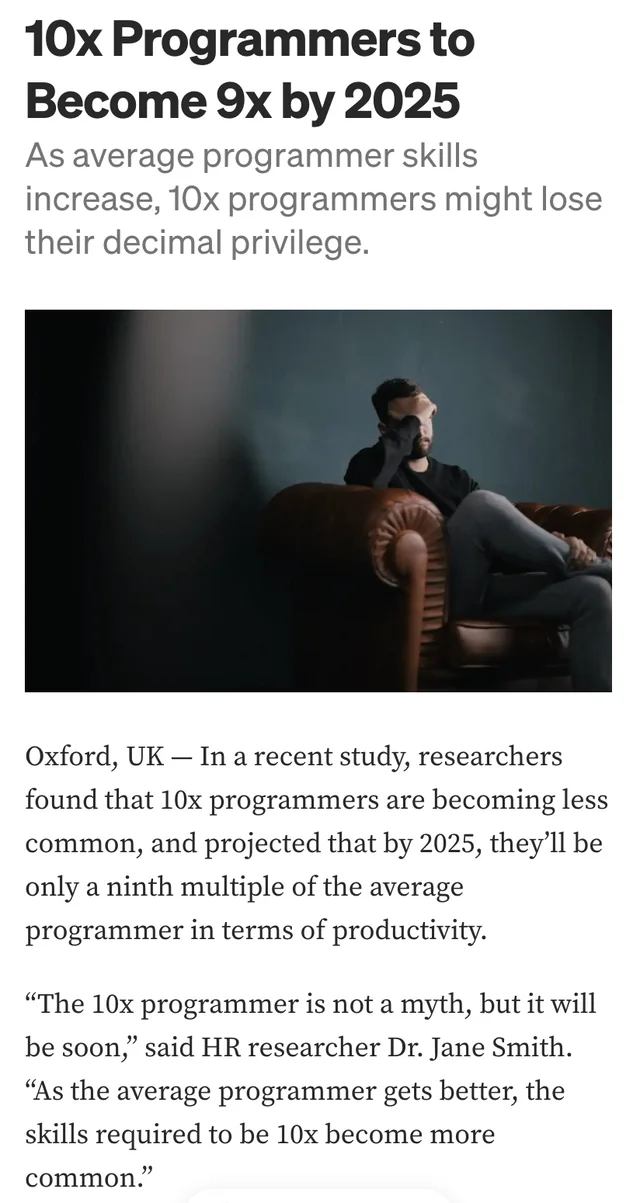 10x Programmers to
Become 9x by 2025
As average programmer skills
increase, 10x programmers might lose
their decimal privilege.
Oxford, UK — In a recent study, researchers
found that 10x programmers are becoming less
common, and projected that by 2025, they’ll be
only a ninth multiple of the average
programmer in terms of productivity.
“The 10x programmer is not a myth, but it will
be soon,” said HR researcher Dr. Jane Smith.
“As the average programmer gets better, the
skills required to be 10x become more
common.”